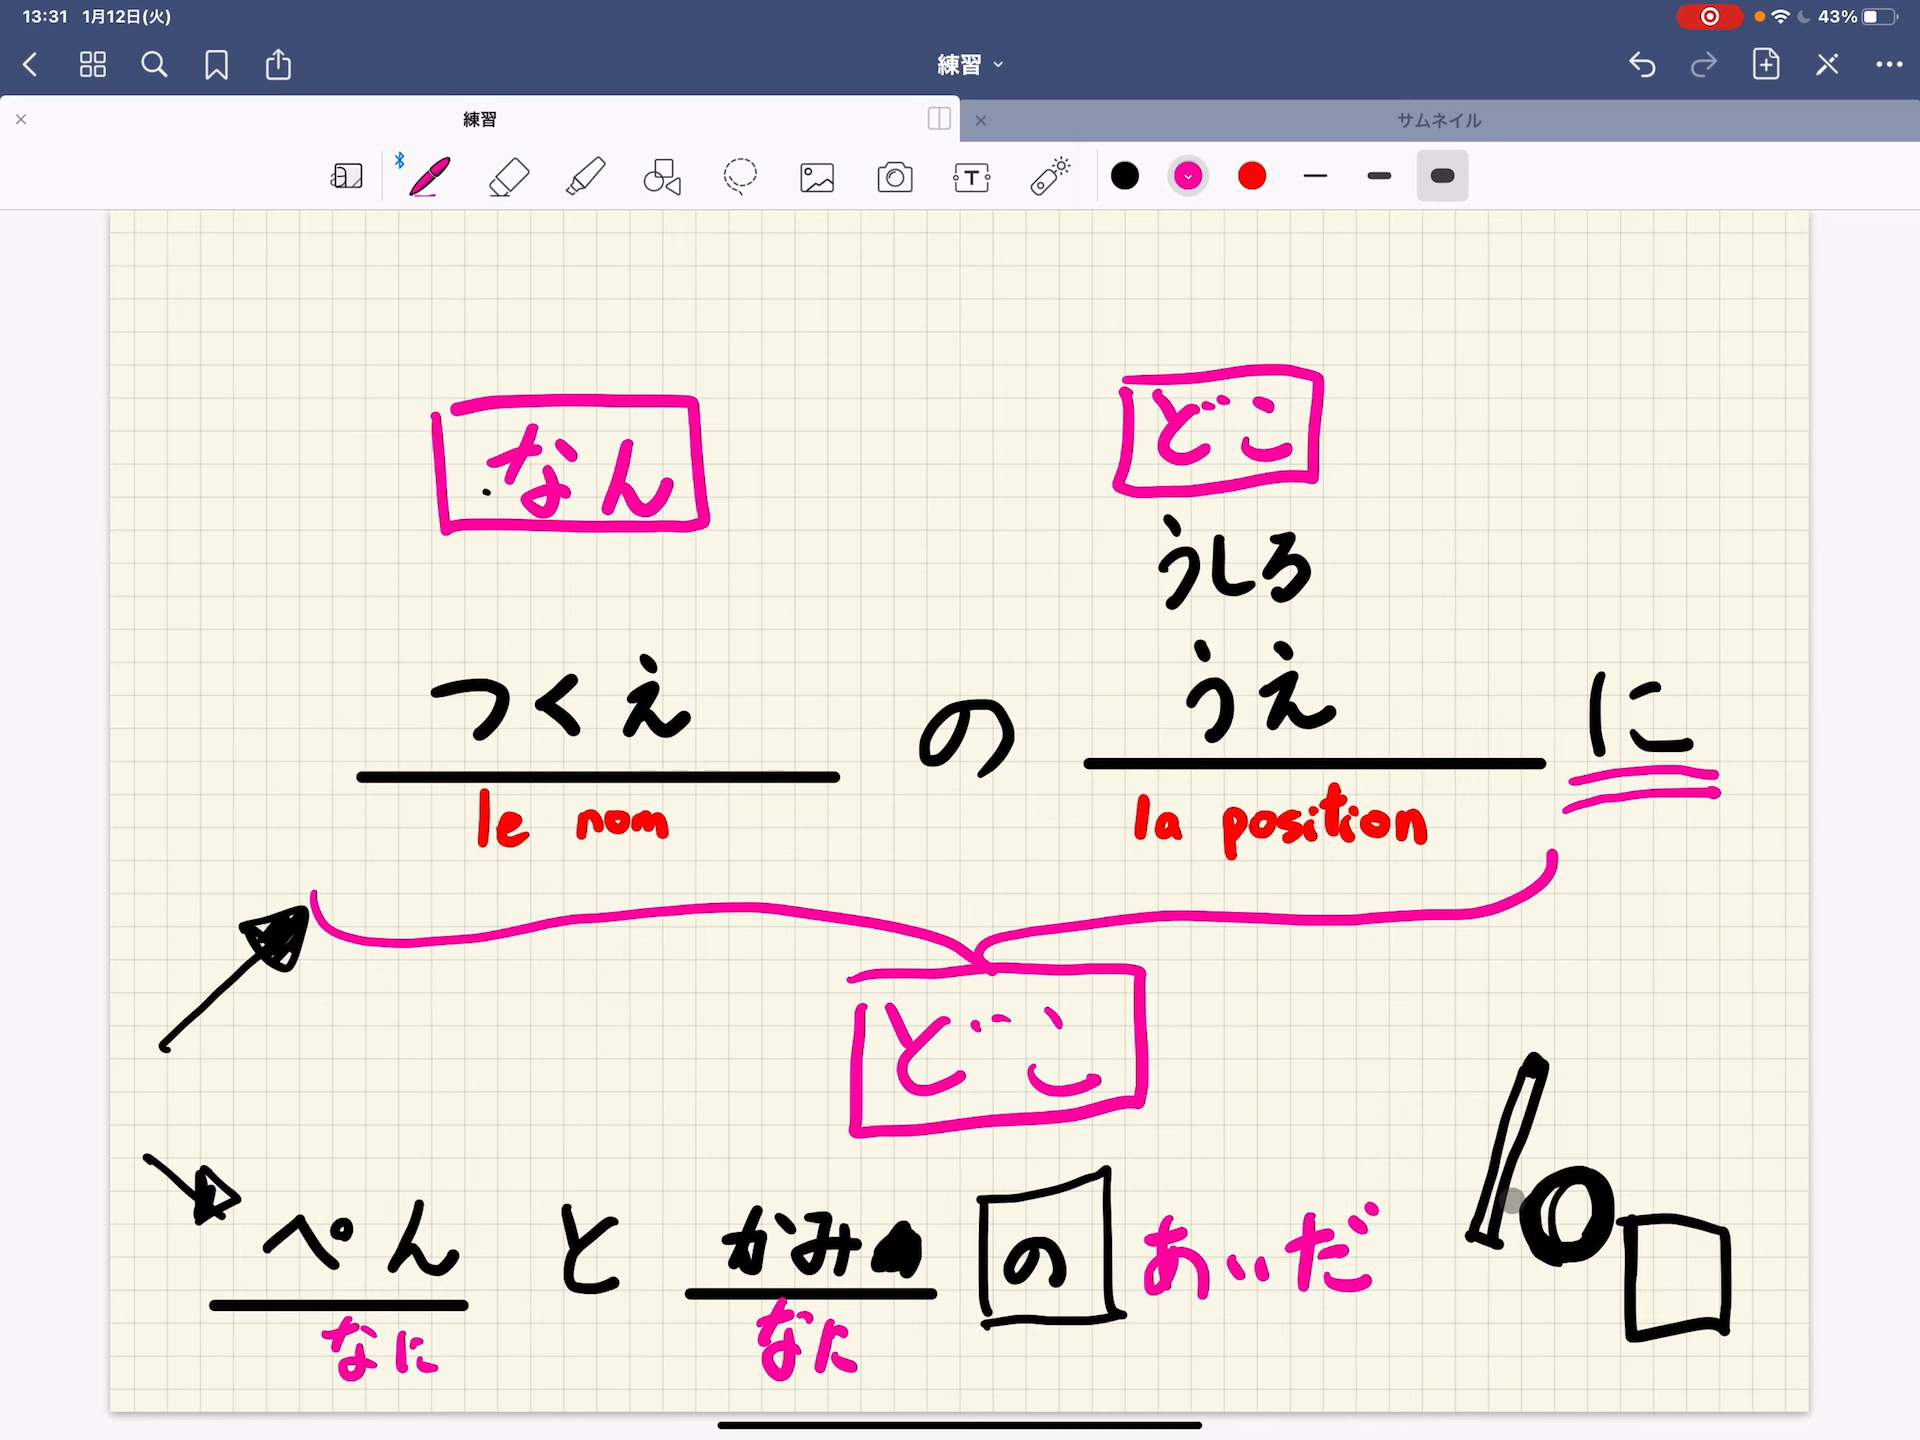 13:31 1月12日(火)
43%
練習
練習
サムネイル
なん
どこ
うしろ
つくえ の うえ に
le nom
la position
どこ
ぺん と かみ の あいだ
なに
なに